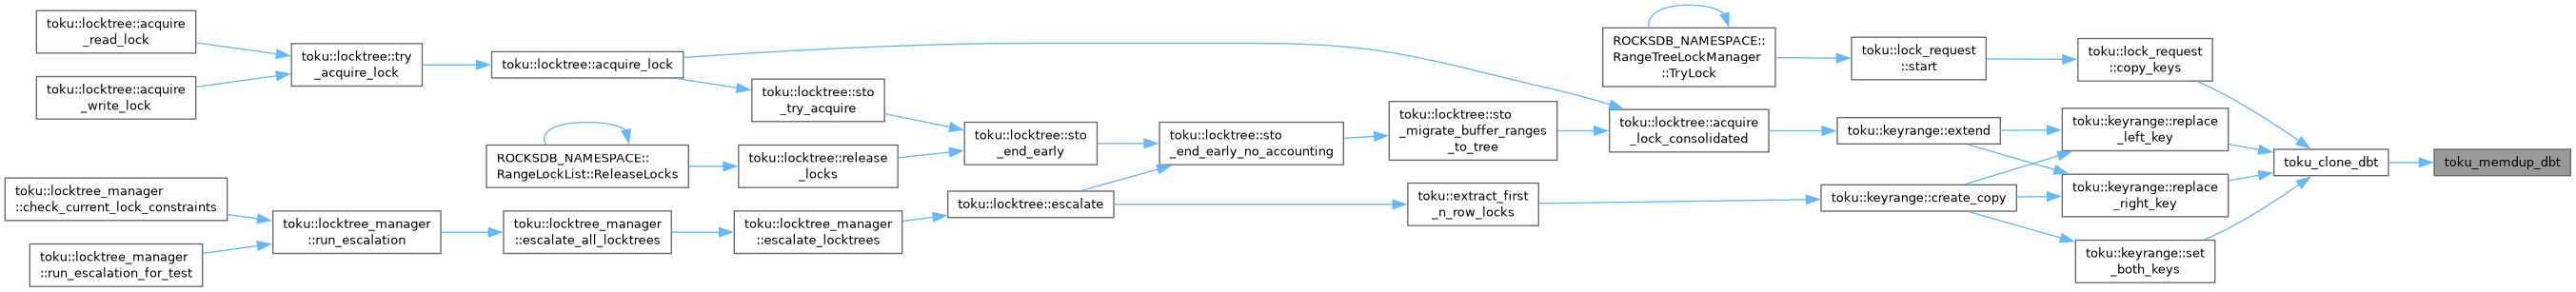 toku::locktree::acquire
_read_lock
toku::locktree::acquire
_write_lock
toku::locktree::try
_acquire_lock
toku::locktree::acquire_lock
toku::locktree::sto
_try_acquire
ROCKSDB_NAMESPACE::
RangeLockList::ReleaseLocks
toku::locktree::release
_locks
toku::locktree::sto
_end_early
toku::locktree::sto
_end_early_no_accounting
toku::locktree::sto
_migrate_buffer_ranges
_to_tree
ROCKSDB_NAMESPACE::
RangeTreeLockManager
::TryLock
toku::locktree::acquire
_lock_consolidated
toku::lock_request
::start
toku::keyrange::extend
toku::lock_request
::copy_keys
toku::keyrange::replace
_left_key
toku::keyrange::replace
_right_key
toku::keyrange::set
_both_keys
toku_clone_dbt
toku_memdup_dbt
toku::locktree_manager
::check_current_lock_constraints
toku::locktree_manager
::run_escalation_for_test
toku::locktree_manager
::run_escalation
toku::locktree_manager
::escalate_all_locktrees
toku::locktree_manager
::escalate_locktrees
toku::locktree::escalate
toku::extract_first
_n_row_locks
toku::keyrange::create_copy